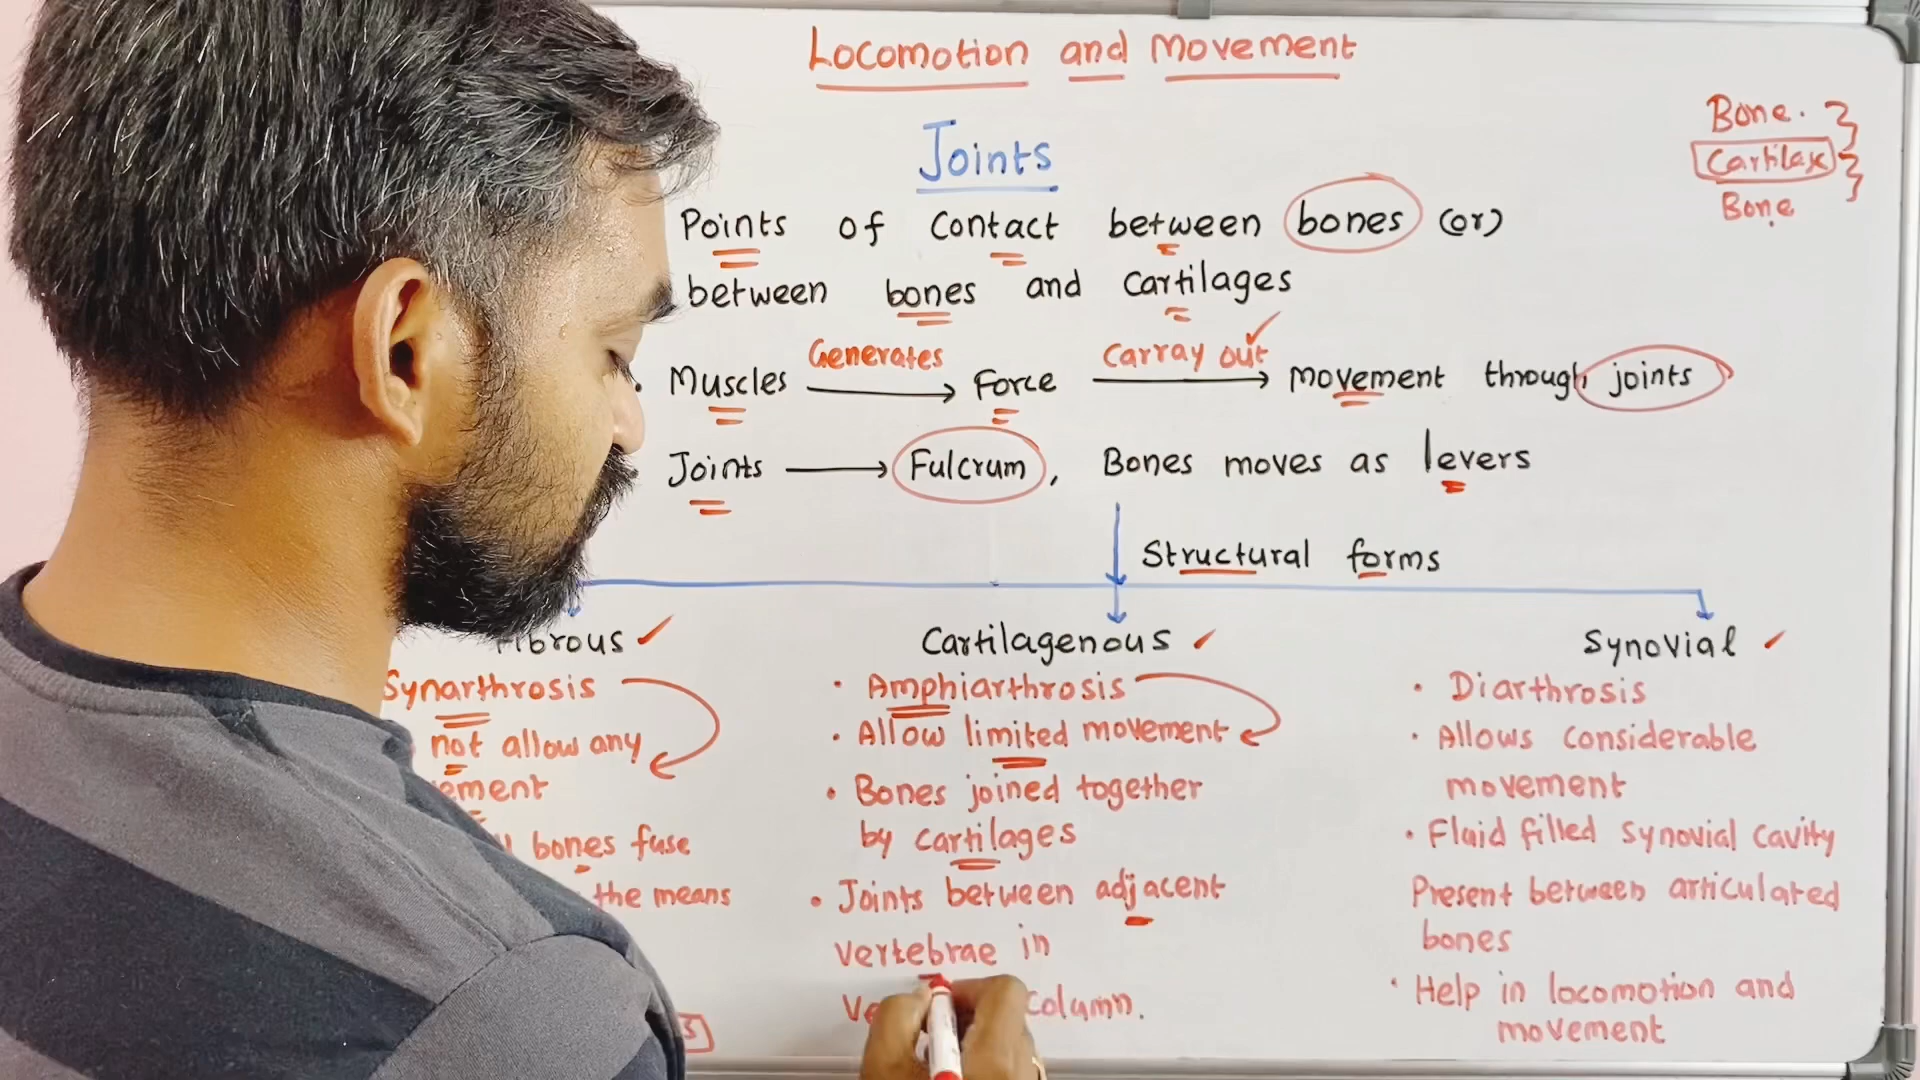 Locomotion and Movement
Joints
Bone.
Cartilage
Bone
Points of Contact between bones (or)
between bones and Cartilages
Muscles Generates Force Carray out Movement through joints
Joints Fulcrum, Bones moves as levers
Structural forms
Cartilagenous
Synovial
Synarthrosis
not allow any
bones fuse
the means
Amphiarthrosis
Allow limited movement
Bones joined together
by cartilages
Joints between adjacent
vertebrae in
column.
Diarthrosis
Allows considerable
movement
Fluid filled synovial cavity
Present between articulated
bones
Help in locomotion and
movement